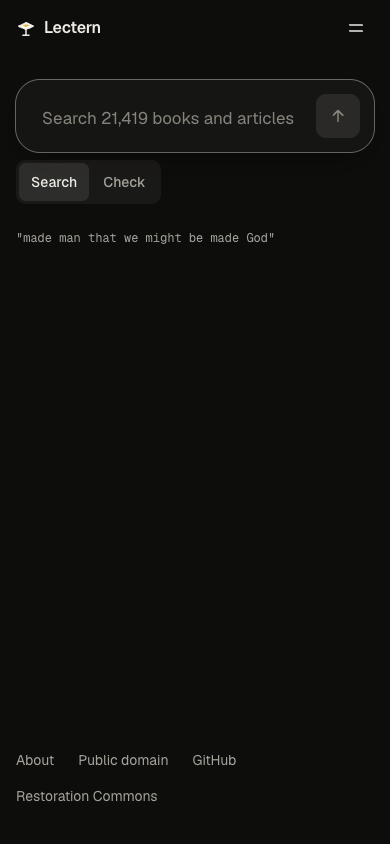 Lectern
Search 21,419 books and articles
Search Check
"made man that we might be made God"
About Public domain GitHub
Restoration Commons